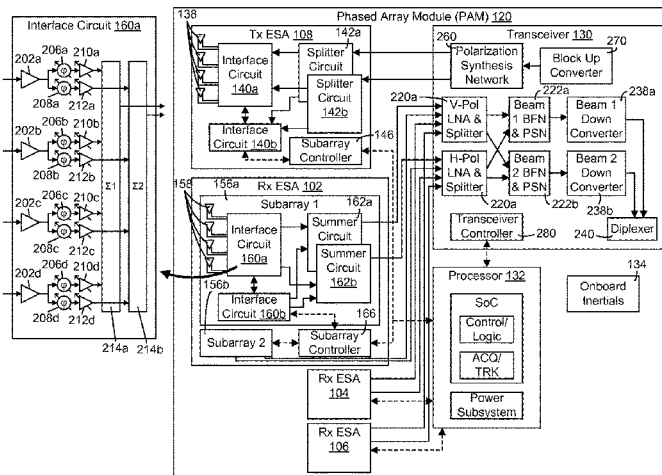 Interface Circuit 160a
206a
210a
202a
208a
212a
206b
210b
202b
208b
212b
206c
210c
202c
208c
212c
206d
210d
202d
208d
212d
Σ1
Σ2
214a
214b
Phased Array Module (PAM) 120
138
Tx ESA 108
142a
Interface
Circuit
140a
Splitter
Circuit
Splitter
Circuit
142b
Interface
Circuit 140b
146
Subarray
Controller
158
156a
Rx ESA 102
Subarray 1
162a
Interface
Circuit
160a
Summer
Circuit
Summer
Circuit
162b
156b
Interface
Circuit 160b
166
Subarray 2
Subarray
Controller
Rx ESA
104
Rx ESA
106
Transceiver 130
260
Polarization
Synthesis
Network
270
Block Up
Converter
220a
222a
238a
V-Pol
LNA &
Splitter
Beam
1 BFN
& PSN
Beam 1
Down
Converter
H-Pol
LNA &
Splitter
Beam
2 BFN
& PSN
Beam 2
Down
Converter
220a
222b
238b
Transceiver
Controller
280
240
Diplexer
Processor 132
SoC
Control/
Logic
ACQ/
TRK
Power
Subsystem
134
Onboard
Inertials